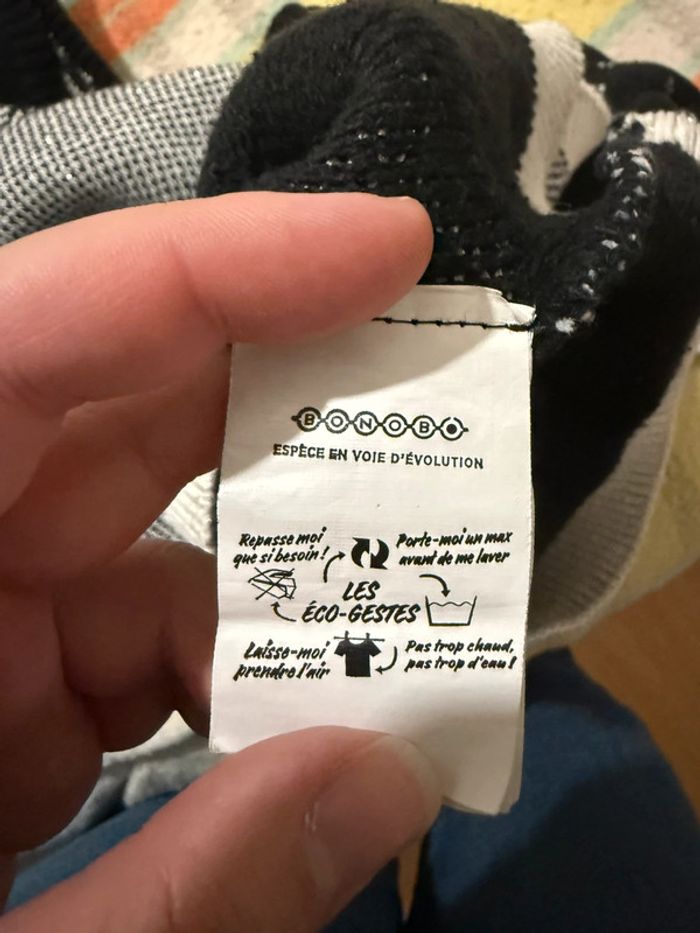 BONOBO
ESPÈCE EN VOIE D'ÉVOLUTION
Repasse moi
que si besoin !
Porte-moi un max
avant de me laver
LES
ÉCO-GESTES
Laisse-moi
prendre l'air
Pas trop chaud,
pas trop d'eau !